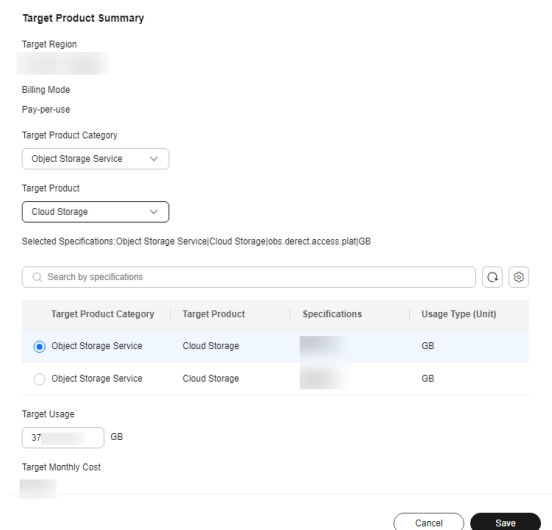 Target Product Summary
Target Region
Billing Mode
Pay-per-use
Target Product Category
Object Storage Service
Target Product
Cloud Storage
Selected Specifications:Object Storage Service|Cloud Storage|obs.derect.access.plat|GB
Search by specifications
Target Product Category Target Product Specifications Usage Type (Unit)
Object Storage Service Cloud Storage GB
Object Storage Service Cloud Storage GB
Target Usage
37 GB
Target Monthly Cost
Cancel Save